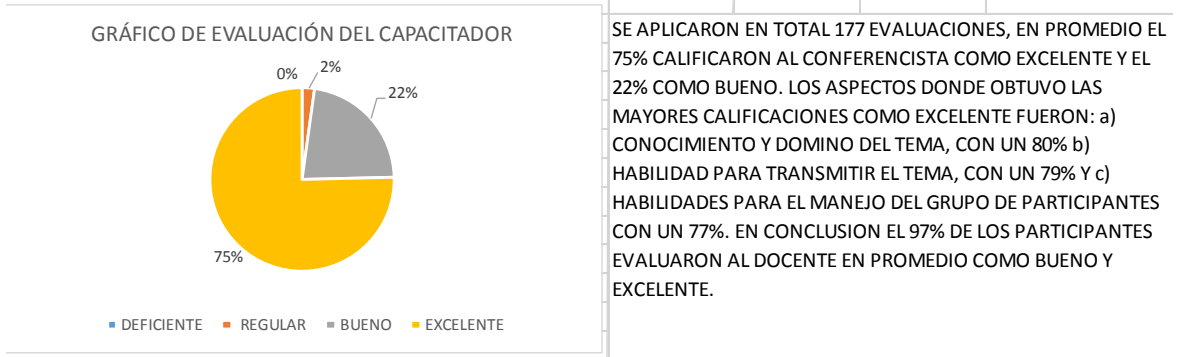 GRÁFICO DE EVALUACIÓN DEL CAPACITADOR
0%
2%
22%
75%
DEFICIENTE REGULAR BUENO EXCELENTE
SE APLICARON EN TOTAL 177 EVALUACIONES, EN PROMEDIO EL
75% CALIFICARON AL CONFERENCISTA COMO EXCELENTE Y EL
22% COMO BUENO. LOS ASPECTOS DONDE OBTUVO LAS
MAYORES CALIFICACIONES COMO EXCELENTE FUERON: a)
CONOCIMIENTO Y DOMINO DEL TEMA, CON UN 80% b)
HABILIDAD PARA TRANSMITIR EL TEMA, CON UN 79% Y c)
HABILIDADES PARA EL MANEJO DEL GRUPO DE PARTICIPANTES
CON UN 77%. EN CONCLUSION EL 97% DE LOS PARTICIPANTES
EVALUARON AL DOCENTE EN PROMEDIO COMO BUENO Y
EXCELENTE.